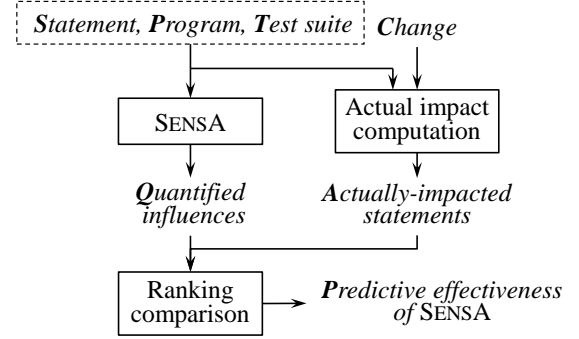 Statement, Program, Test suite
Change
SENSA
Actual impact
computation
Quantified
influences
Actually-impacted
statements
Ranking
comparison
Predictive effectiveness
of SENSA